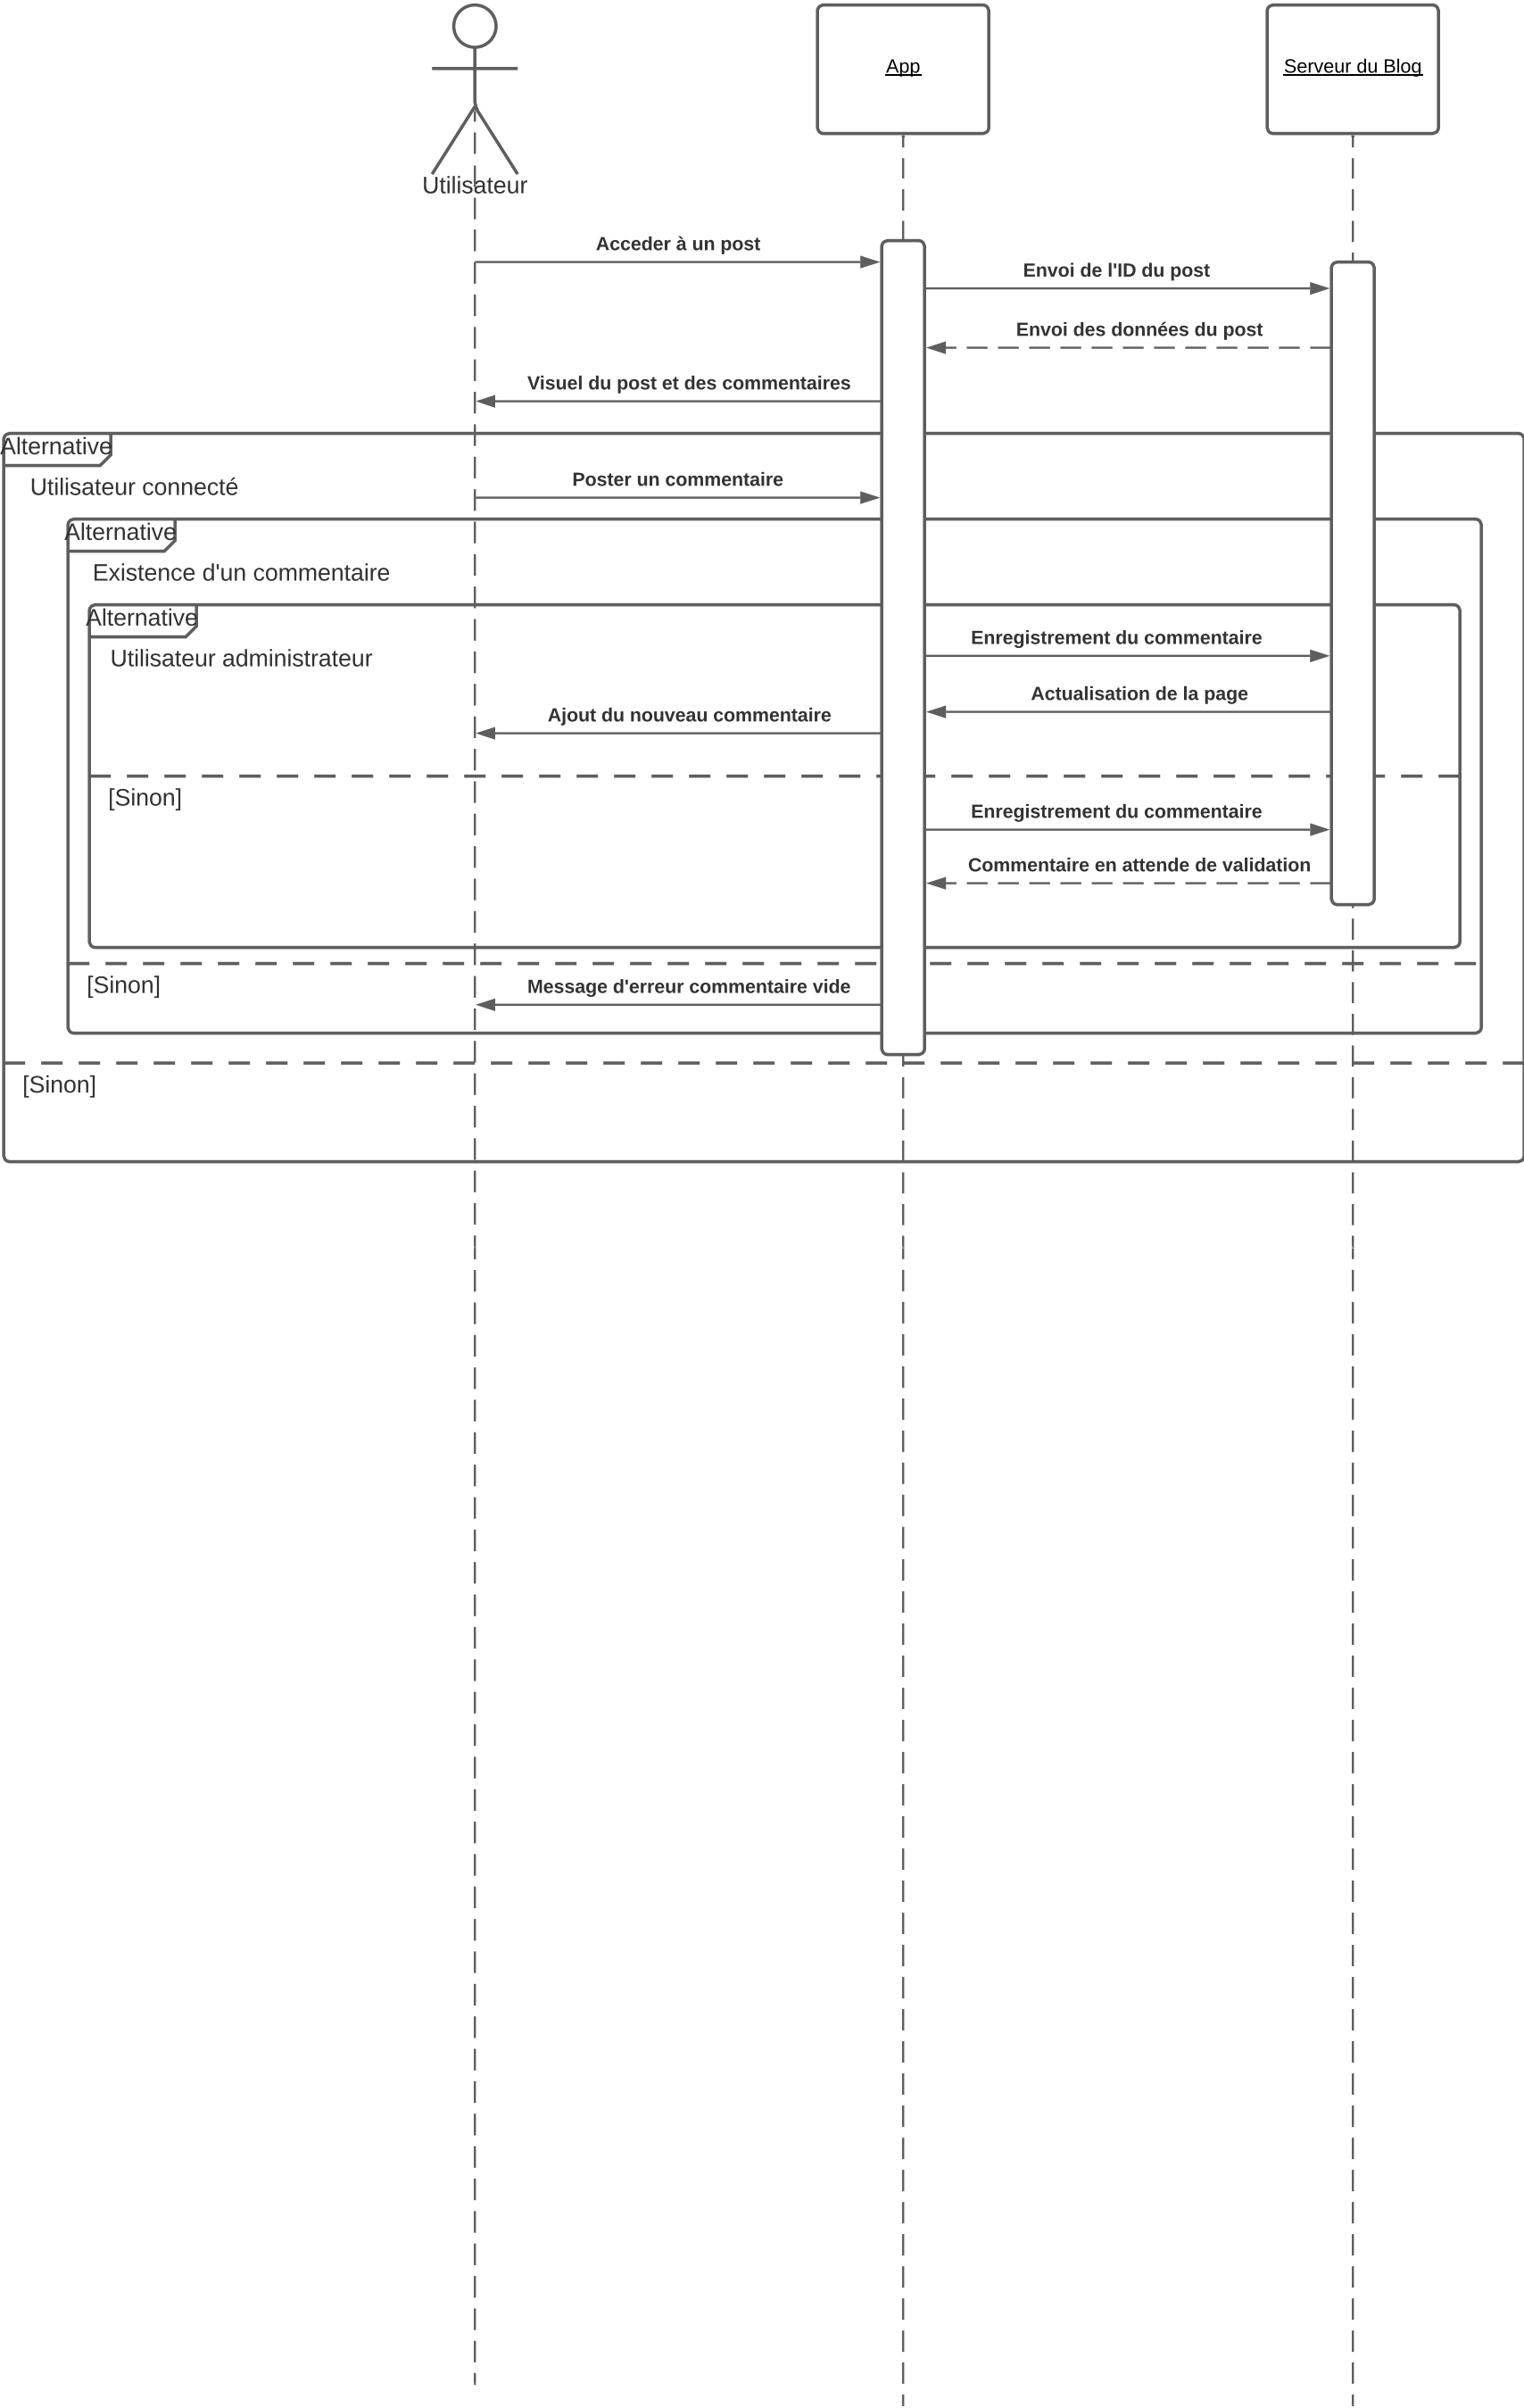 App
Serveur du Blog
Utilisateur
Acceder à un post
Envoi de l'ID du post
Envoi des données du post
Visuel du post et des commentaires
Alternative
Utilisateur connecté
Poster un commentaire
Alternative
Existence d'un commentaire
Alternative
Utilisateur administrateur
Enregistrement du commentaire
Actualisation de la page
Ajout du nouveau commentaire
[Sinon]
Enregistrement du commentaire
Commentaire en attende de validation
[Sinon]
Message d'erreur commentaire vide
[Sinon]